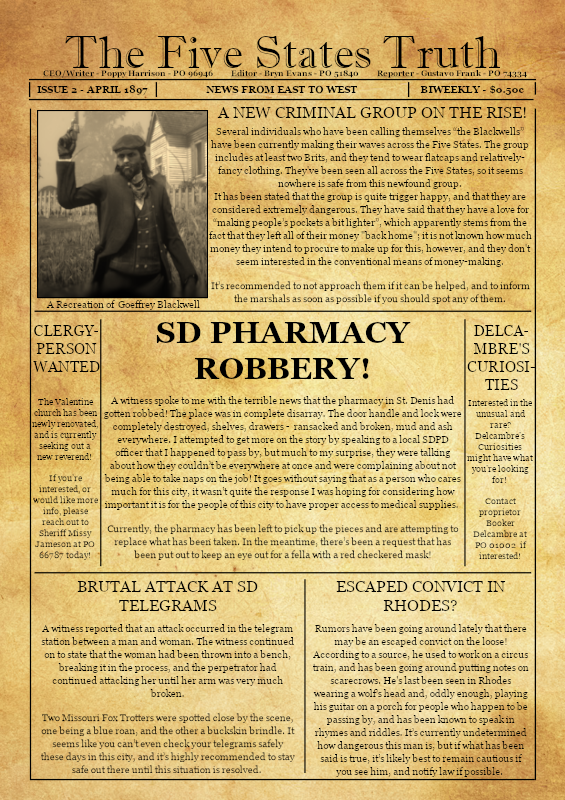 The Five States Truth
CEO/Writer - Poppy Harrison - PO 96946 Editor - Bryn Evans - PO 51840 Reporter - Gustavo Frank - PO 74334
ISSUE 2 - APRIL 1897
NEWS FROM EAST TO WEST
BIWEEKLY - $0.50c
A NEW CRIMINAL GROUP ON THE RISE!
Several individuals who have been calling themselves "the Blackwells"
have been currently making their waves across the Five States. The group
includes at least two Brits, and they tend to wear flatcaps and relatively-
fancy clothing. They've been seen all across the Five States, so it seems
nowhere is safe from this newfound group.
It has been stated that the group is quite trigger happy, and that they are
considered extremely dangerous. They have said that they have a love for
"making people's pockets a bit lighter", which apparently stems from the
fact that they left all of their money "back home"; it is not known how much
money they intend to procure to make up for this, however, and they don't
seem interested in the conventional means of money-making.
It's recommended to not approach them if it can be helped, and to inform
the marshals as soon as possible if you should spot any of them.
A Recreation of Goeffrey Blackwell
CLERGY-
PERSON
WANTED
The Valentine
church has been
newly renovated,
and is currently
seeking out a
new reverend!
If you're
interested, or
would like more
info, please
reach out to
Sheriff Missy
Jameson at PO
66787 today!
SD PHARMACY
ROBBERY!
A witness spoke to me with the terrible news that the pharmacy in St. Denis had
gotten robbed! The place was in complete disarray. The door handle and lock were
completely destroyed, shelves, drawers - ransacked and broken, mud and ash
everywhere. I attempted to get more on the story by speaking to a local SDPD
officer that I happened to pass by, but much to my surprise, they were talking
about how they couldn't be everywhere at once and were complaining about not
being able to take naps on the job! It goes without saying that as a person who cares
much for this city, it wasn't quite the response I was hoping for considering how
important it is for the people of this city to have proper access to medical supplies.
Currently, the pharmacy has been left to pick up the pieces and are attempting to
replace what has been taken. In the meantime, there's been a request that has
been put out to keep an eye out for a fella with a red checkered mask!
DELCA-
MBRE'S
CURIOSI-
TIES
Interested in the
unusual and
rare?
Delcambre's
Curiosities
might have what
you're looking
for!
Contact
proprietor
Booker
Delcambre at
PO 01002 if
interested!
BRUTAL ATTACK AT SD
TELEGRAMS
A witness reported that an attack occurred in the telegram
station between a man and woman. The witness continued
on to state that the woman had been thrown into a bench,
breaking it in the process, and the perpetrator had
continued attacking her until her arm was very much
broken.
Two Missouri Fox Trotters were spotted close by the scene,
one being a blue roan, and the other a buckskin brindle. It
seems like you can't even check your telegrams safely
these days in this city, and it's highly recommended to stay
safe out there until this situation is resolved.
ESCAPED CONVICT IN
RHODES?
Rumors have been going around lately that there
may be an escaped convict on the loose!
According to a source, he used to work on a circus
train, and has been going around putting notes on
scarecrows. He's last been seen in Rhodes
wearing a wolf's head and, oddly enough, playing
his guitar on a porch for people who happen to be
passing by, and has been known to speak in
rhymes and riddles. It's currently undetermined
how dangerous this man is, but if what has been
said is true, it's likely best to remain cautious if
you see him, and notify law if possible.